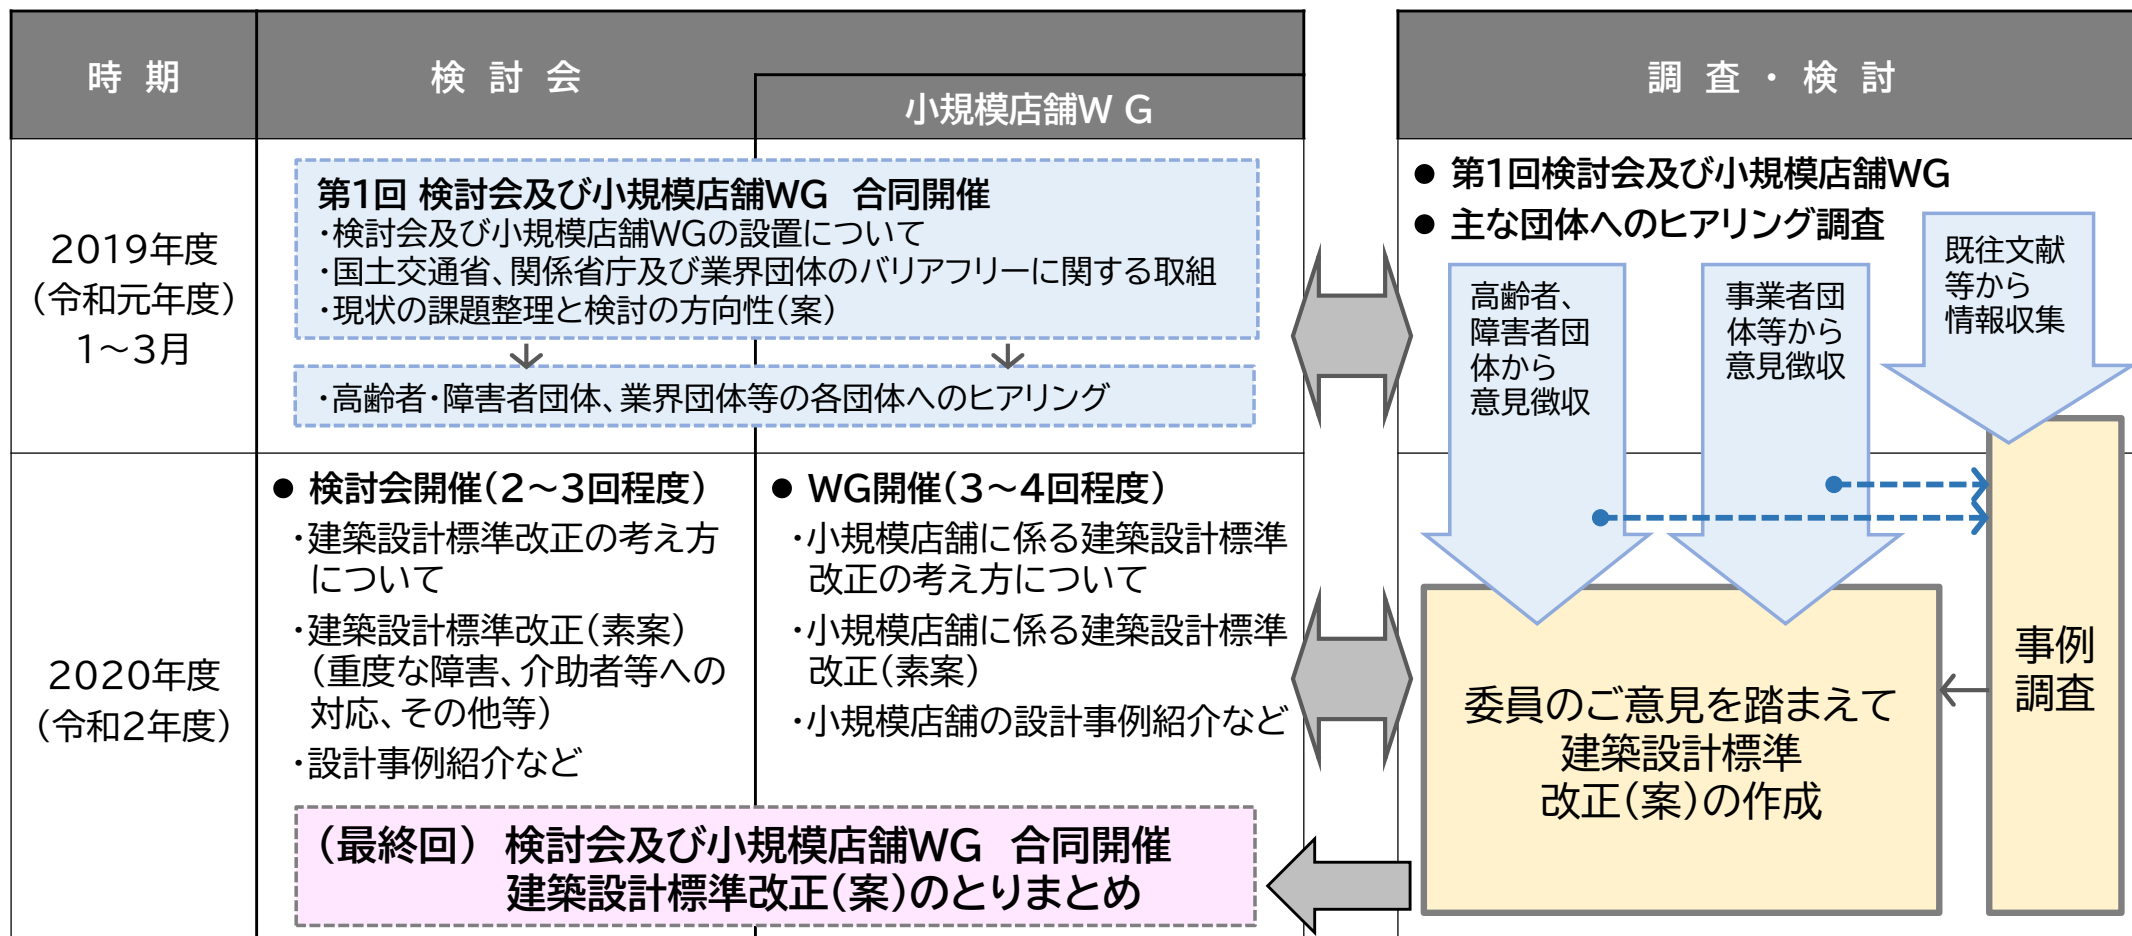 時 期
検 討 会
小規模店舗W G
調 査 ・ 検 討
2019年度
（令和元年度）
1～3月
第1回 検討会及び小規模店舗WG　合同開催
・検討会及び小規模店舗WGの設置について
・国土交通省、関係省庁及び業界団体のバリアフリーに関する取組
・現状の課題整理と検討の方向性（案）
・高齢者・障害者団体、業界団体等の各団体へのヒアリング
● 第1回検討会及び小規模店舗WG
● 主な団体へのヒアリング調査
高齢者、
障害者団
体から
意見徴収
事業者団
体等から
意見徴収
既往文献
等から
情報収集
2020年度
（令和2年度）
● 検討会開催（2～3回程度）
・建築設計標準改正の考え方
について
・建築設計標準改正（素案）
（重度な障害、介助者等への
対応、その他等）
・設計事例紹介など
● WG開催（3～4回程度）
・小規模店舗に係る建築設計標準
改正の考え方について
・小規模店舗に係る建築設計標準
改正（素案）
・小規模店舗の設計事例紹介など
（最終回） 検討会及び小規模店舗WG　合同開催
建築設計標準改正（案）のとりまとめ
委員のご意見を踏まえて
建築設計標準
改正（案）の作成
事例
調査